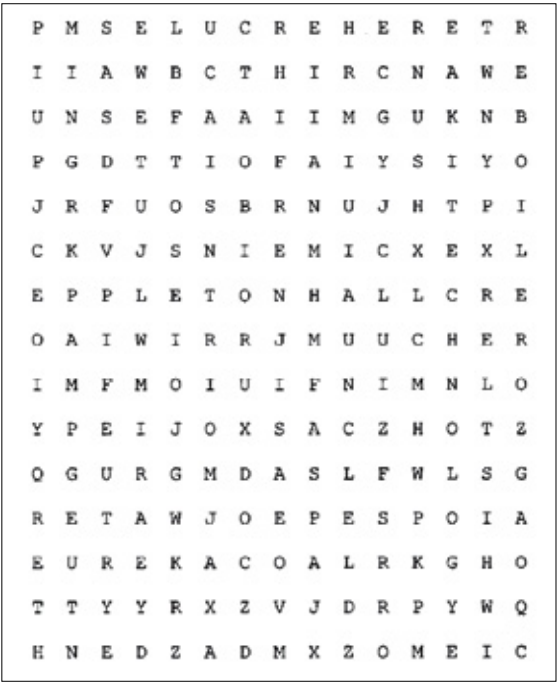 P M S E L U C R E H E R E T R
I I A W B C T H I R C N A W E
U N S E F A A I I M G U K N B
P G D T T I O F A I Y S I Y O
J R F U O S B R N U J H T P I
C K V J S N I E M I C X E X L
E P P L E T O N H A L L C R E
O A I W I R R J M U U C H E R
I M F M O I U I F N I M N L O
Y P E I J O X S A C Z H O T Z
Q G U R G M D A S L F W L S G
R E T A W J O E P E S P O I A
E U R E K A C O A L R K G H O
T T Y Y R X Z V J D R P Y W Q
H N E D Z A D M X Z O M E I C